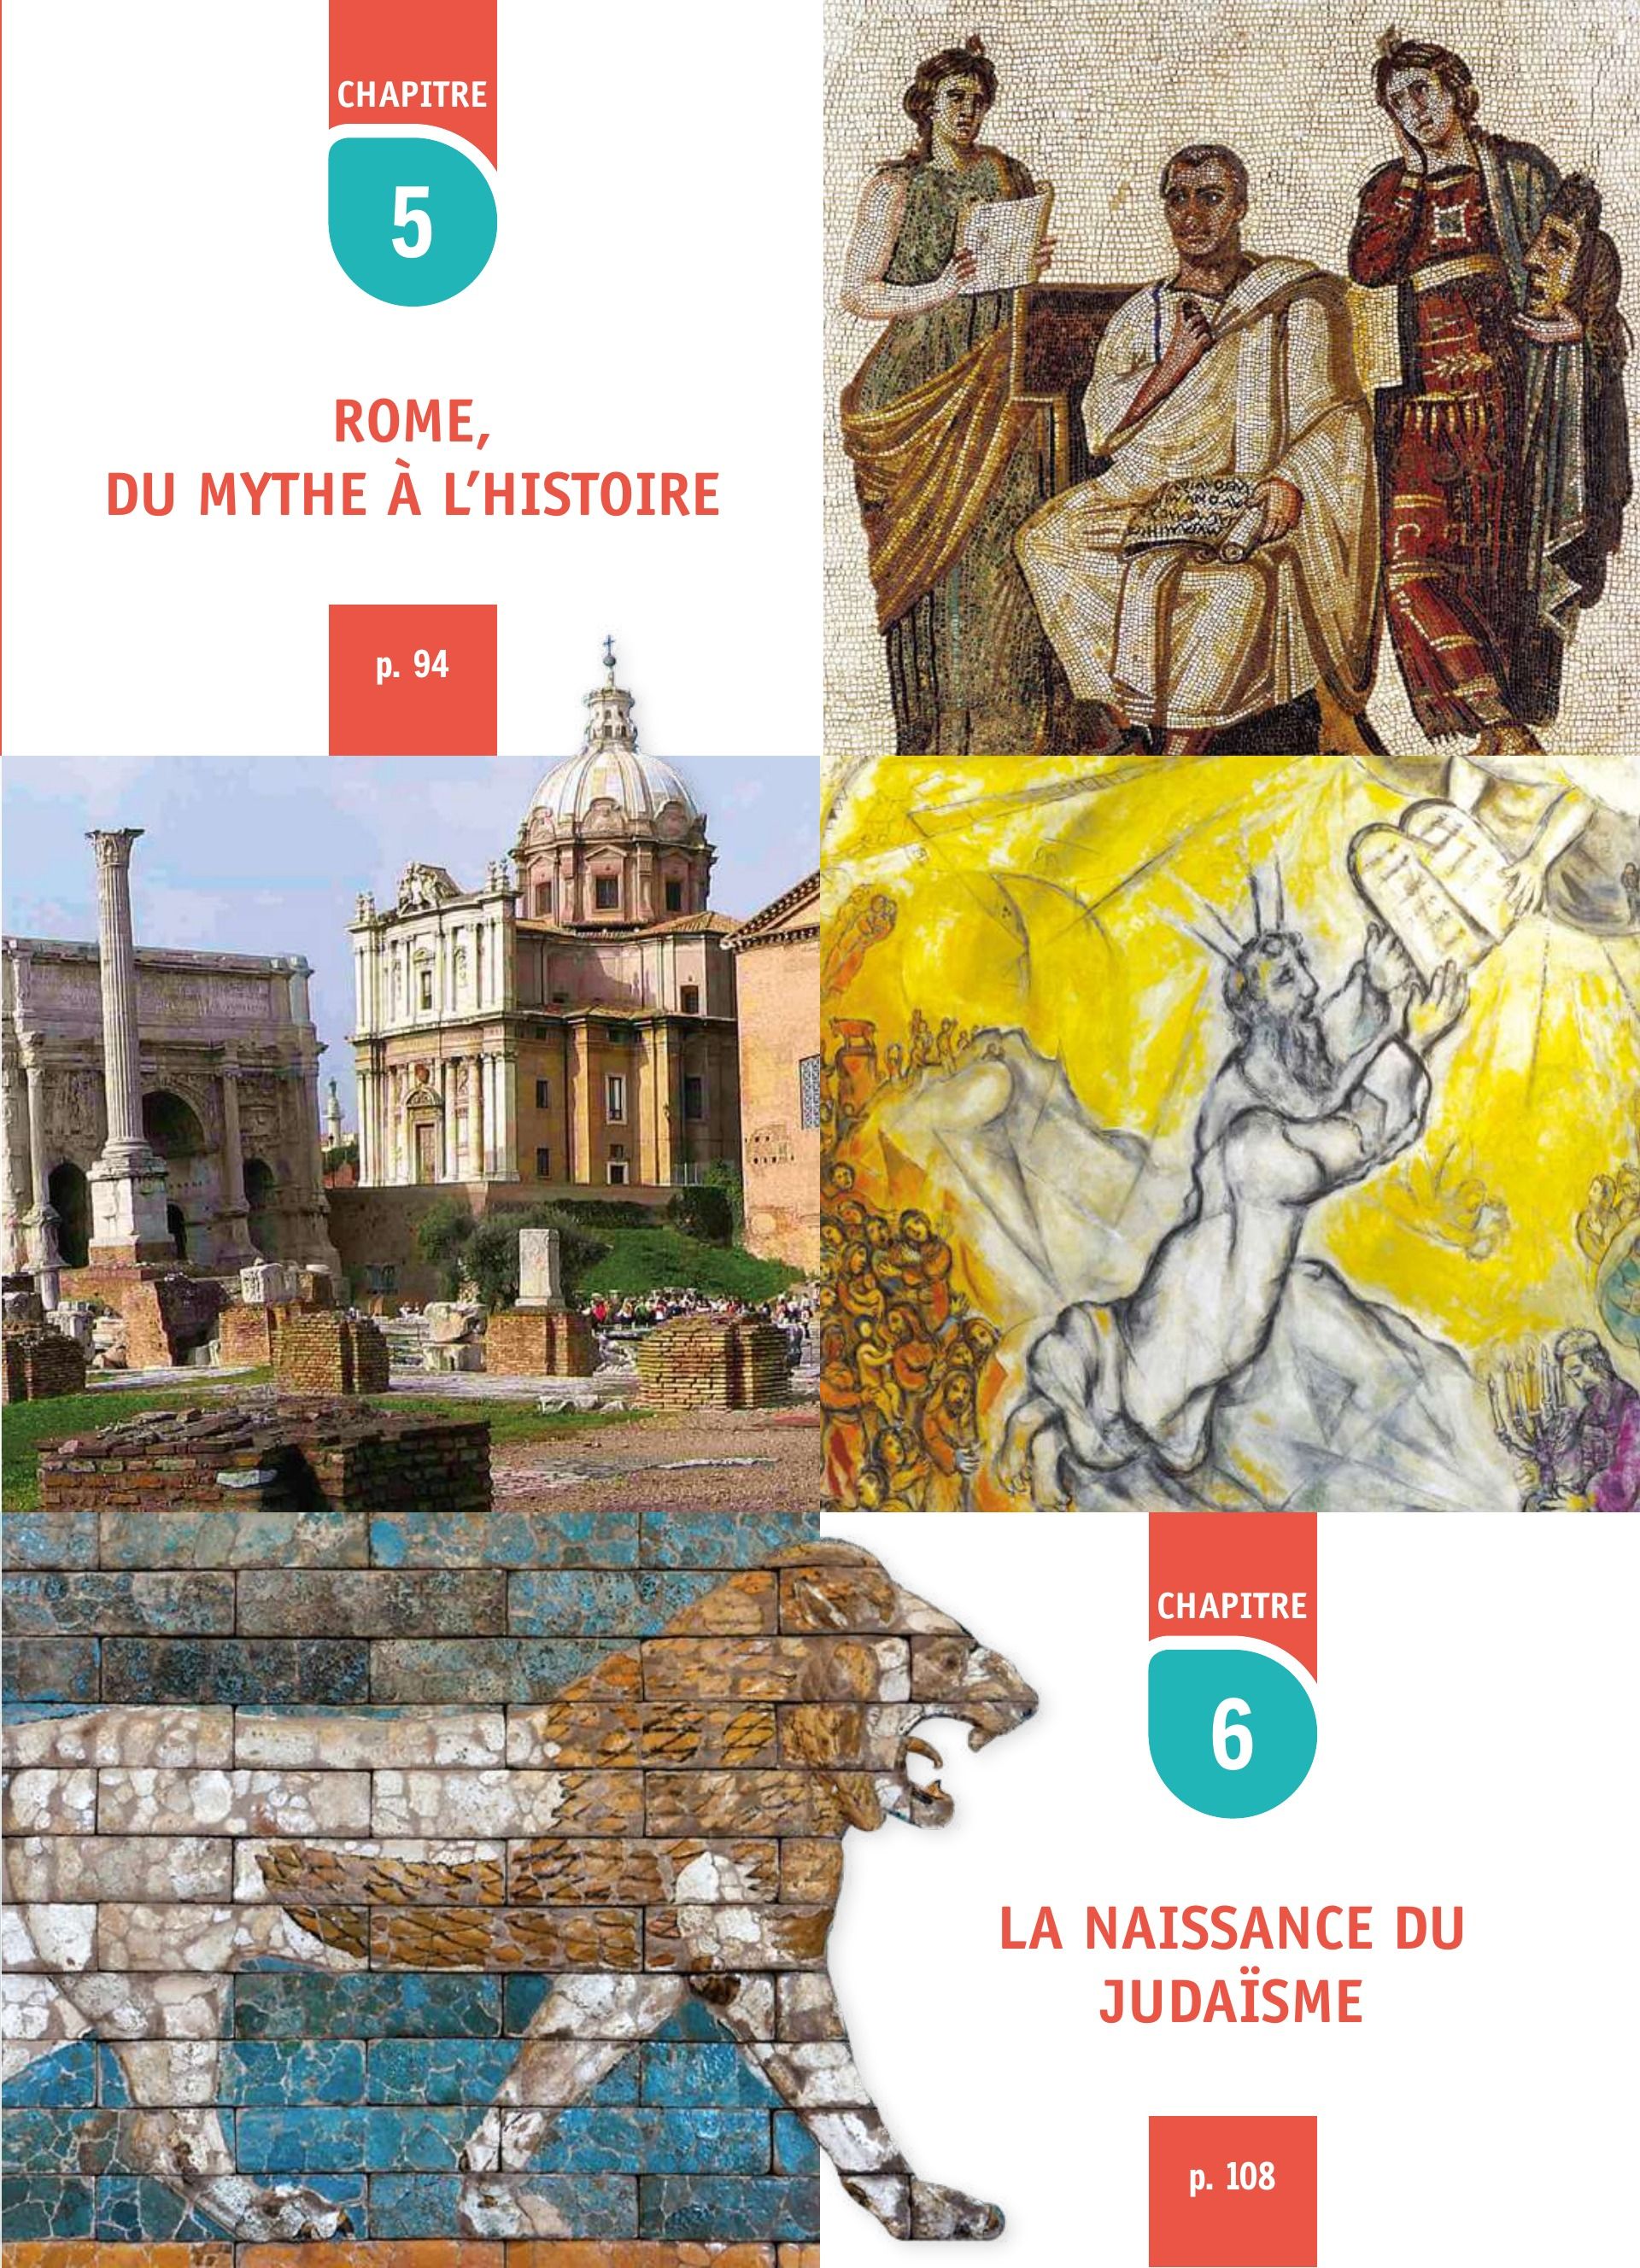 CHAPITRE
5
ROME,
DU MYTHE À L'HISTOIRE
p. 94
CHAPITRE
6
LA NAISSANCE DU
JUDAÏSME
p. 108